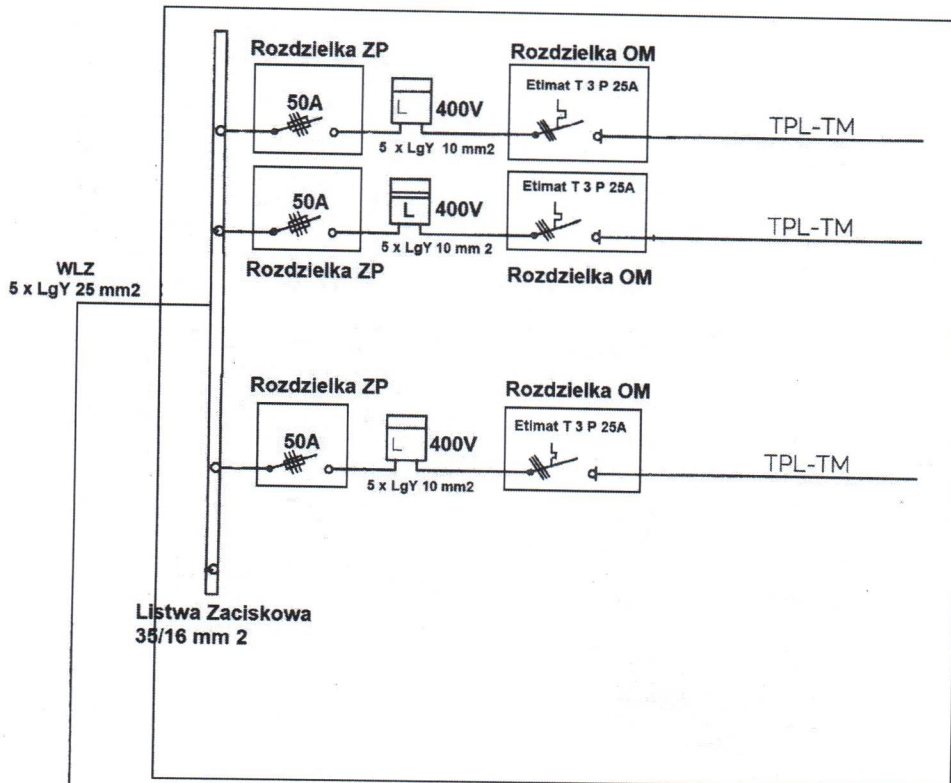 Rozdzielka ZP
Rozdzielka OM
50A
L
400V
Etimat T 3 P 25A
5 x LgY 10 mm2
TPL-TM
50A
L
400V
Etimat T 3 P 25A
5 x LgY 10 mm 2
TPL-TM
Rozdzielka ZP
Rozdzielka OM
WLZ
5 x LgY 25 mm2
Rozdzielka ZP
Rozdzielka OM
50A
L
400V
Etimat T 3 P 25A
5 x LgY 10 mm2
TPL-TM
Listwa Zaciskowa
35/16 mm 2